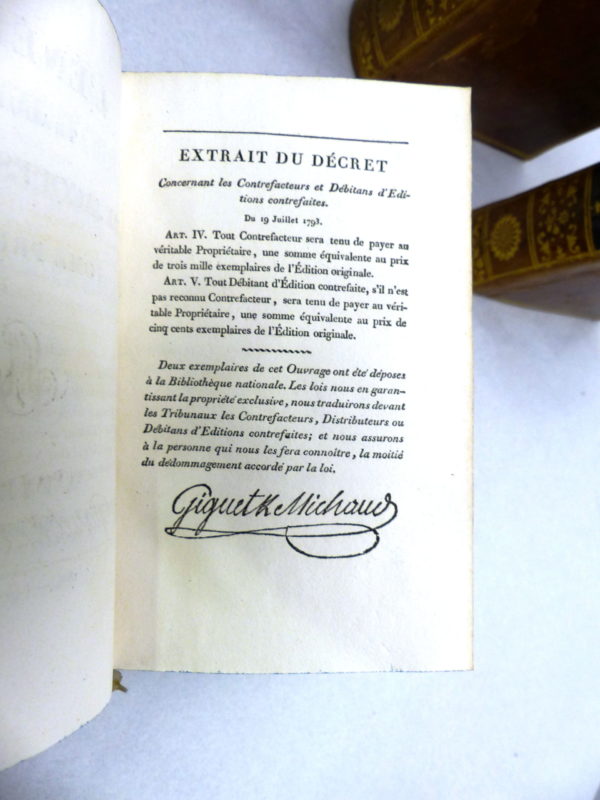 EXTRAIT DU DÉCRET
Concernant les Contrefacteurs et Débitans d'Edi-
tions contrefaites.
Du 19 Juillet 1793.
ART. IV. Tout Contrefacteur sera tenu de payer au
véritable Propriétaire, une somme équivalente au prix
de trois mille exemplaires de l'Édition originale.
ART. V. Tout Débitant d'Édition contrefaite, s'il n'est
pas reconnu Contrefacteur, sera tenu de payer au véri-
table Propriétaire, une somme équivalente au prix de
cinq cents exemplaires de l'Édition originale.
Deux exemplaires de cet Ouvrage ont été déposés
à la Bibliothèque nationale. Les lois nous en garan-
tissant la propriété exclusive, nous traduirons devant
les Tribunaux les Contrefacteurs, Distributeurs ou
Débitans d'Editions contrefaites; et nous assurons
à la personne qui nous les fera connoître, la moitié
du dédommagement accordé par la loi.
Giguet & Michaud